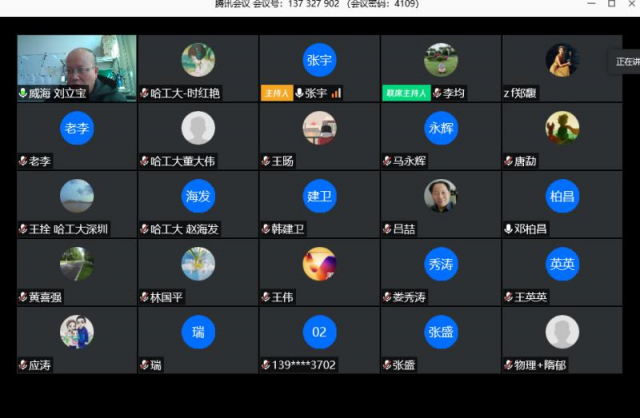 腾讯会议 会议号：137 327 902 （会议密码：4109）
正在讲
威海 刘立宝
哈工大-时红艳
张宇
主持人 张宇
联席主持人 李均
z f郑馥
老李
老李
哈工大董大伟
王旸
永辉
马永辉
唐勐
王拴 哈工大深圳
海发
哈工大 赵海发
建卫
韩建卫
吕喆
柏昌
邓柏昌
黄喜强
林国平
王伟
秀涛
娄秀涛
英英
王英英
应涛
瑞
瑞
02
139****3702
张盛
张盛
物理+隋郁